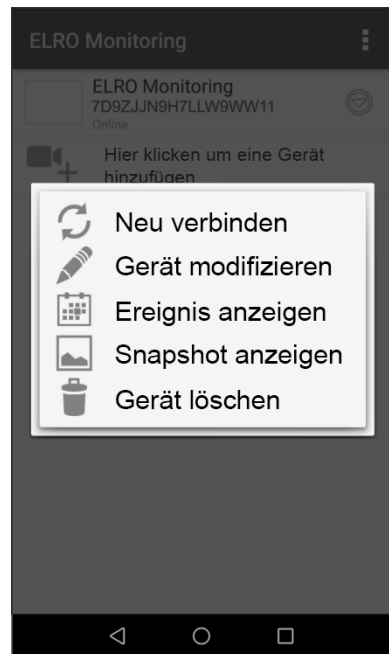 ELRO Monitoring
ELRO Monitoring
7D9ZJJN9H7LLW9WW11
Online
Hier klicken um eine Gerät
hinzufügen
Neu verbinden
Gerät modifizieren
Ereignis anzeigen
Snapshot anzeigen
Gerät löschen